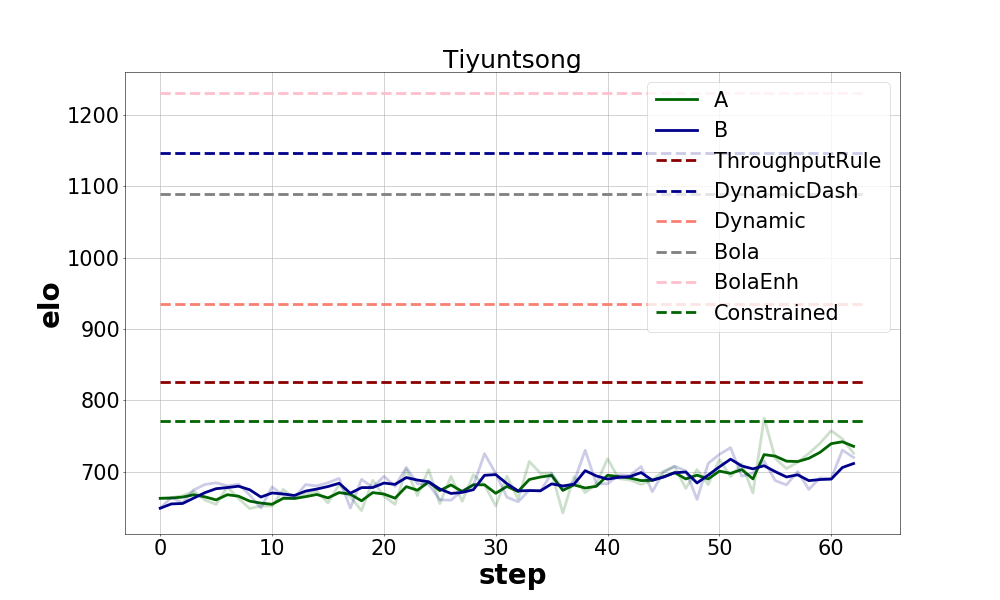 Tiyuntsong
elo
1200
1100
1000
900
800
700
A
B
ThroughputRule
DynamicDash
Dynamic
Bola
BolaEnh
Constrained
0 10 20 30 40 50 60
step